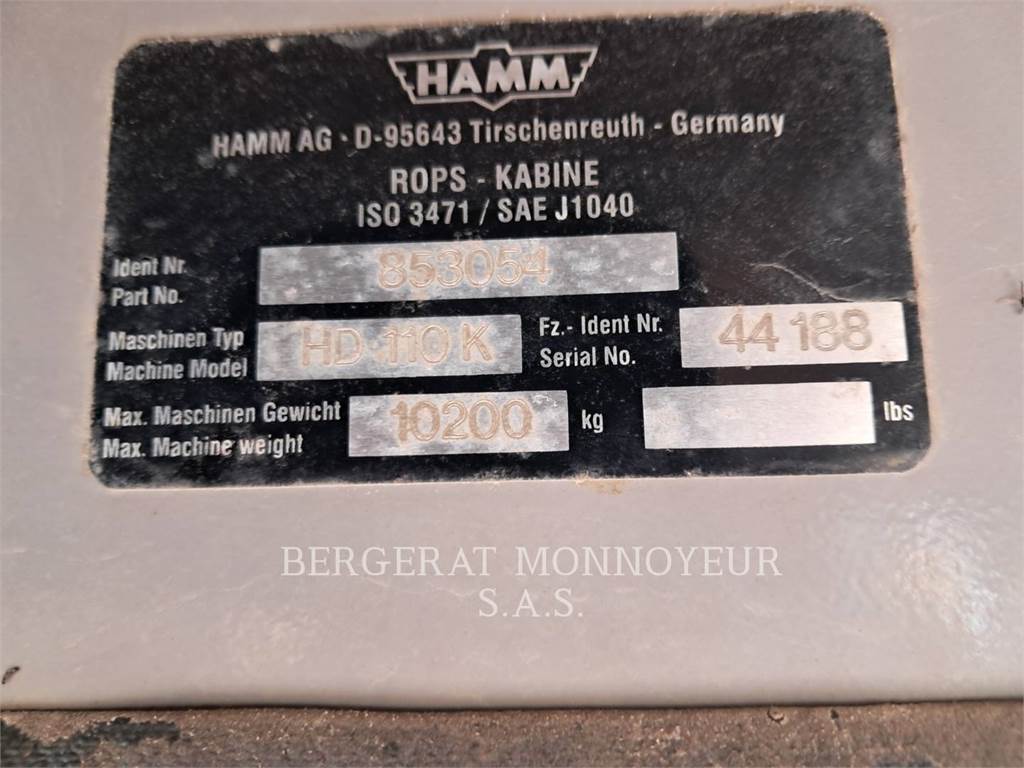 HAMM
HAMM AG - D-95643 Tirschenreuth - Germany
ROPS - KABINE
ISO 3471 / SAE J1040
Ident Nr.
Part No.
853054
Maschinen Typ
Machine Model
HD 110 K
Fz.- Ident Nr.
Serial No.
44 188
Max. Maschinen Gewicht
Max. Machine weight
10200
kg
lbs
BERGERAT MONNOYEUR
S.A.S.